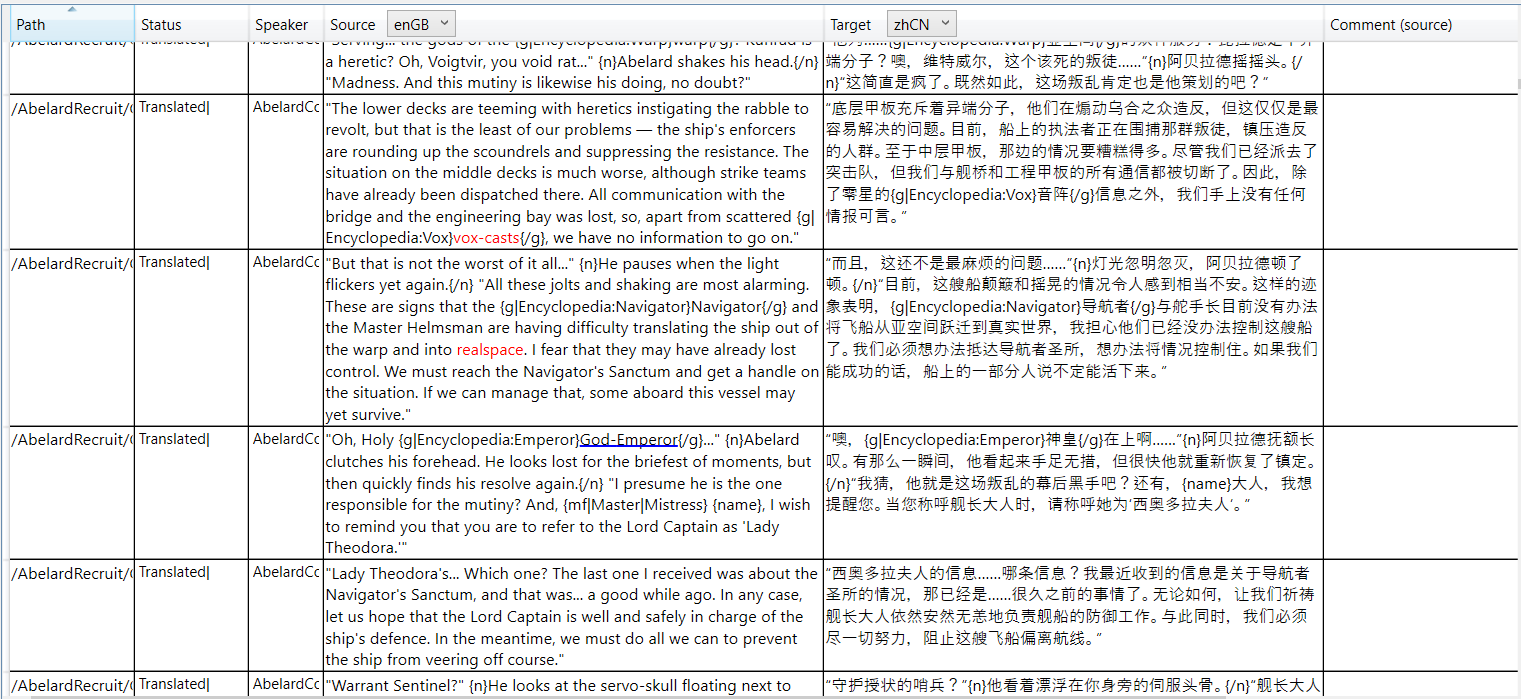 Path Status Speaker Source enGB Target zhCN Comment (source)
a heretic? Oh, Voigtvir, you void rat..." {n}Abelard shakes his head.{/n}
"Madness. And this mutiny is likewise his doing, no doubt?"
端分子？噢，维特威尔，这个该死的叛徒……”{n}阿贝拉德摇摇头。{/
n}“这简直是疯了。既然如此，这场叛乱肯定也是他策划的吧？”
/AbelardRecruit/ Translated| AbelardCo
"The lower decks are teeming with heretics instigating the rabble to
revolt, but that is the least of our problems — the ship's enforcers
are rounding up the scoundrels and suppressing the resistance. The
situation on the middle decks is much worse, although strike teams
have already been dispatched there. All communication with the
bridge and the engineering bay was lost, so, apart from scattered {g|
Encyclopedia:Vox}vox-casts{/g}, we have no information to go on."
“底层甲板充斥着异端分子，他们在煽动乌合之众造反，但这仅仅是最
容易解决的问题。目前，船上的执法者正在围捕那群叛徒，镇压造反
的人群。至于中层甲板，那边的情况要糟糕得多。尽管我们已经派去了
突击队，但我们与舰桥和工程甲板的所有通信都被切断了。因此，除
了零星的{g|Encyclopedia:Vox}音阵{/g}信息之外，我们手上没有任何
情报可言。”
/AbelardRecruit/ Translated| AbelardCo
"But that is not the worst of it all..." {n}He pauses when the light
flickers yet again.{/n} "All these jolts and shaking are most alarming.
These are signs that the {g|Encyclopedia:Navigator}Navigator{/g} and
the Master Helmsman are having difficulty translating the ship out of
the warp and into realspace. I fear that they may have already lost
control. We must reach the Navigator's Sanctum and get a handle on
the situation. If we can manage that, some aboard this vessel may
yet survive."
“而且，这还不是最麻烦的问题……”{n}灯光忽明忽灭，阿贝拉德顿了
顿。{/n}“目前，这艘船颠簸和摇晃的情况令人感到相当不安。这样的迹
象表明，{g|Encyclopedia:Navigator}导航者{/g}与舵手长目前没有办法
将飞船从亚空间跃迁到真实世界，我担心他们已经没办法控制这艘船
了。我们必须想办法抵达导航者圣所，想办法将情况控制住。如果我们
能成功的话，船上的一部分人说不定能活下来。”
/AbelardRecruit/ Translated| AbelardCo
"Oh, Holy {g|Encyclopedia:Emperor}God-Emperor{/g}..." {n}Abelard
clutches his forehead. He looks lost for the briefest of moments, but
then quickly finds his resolve again.{/n} "I presume he is the one
responsible for the mutiny? And, {mf|Master|Mistress} {name}, I wish
to remind you that you are to refer to the Lord Captain as 'Lady
Theodora.'"
“噢，{g|Encyclopedia:Emperor}神皇{/g}在上啊……”{n}阿贝拉德抚额长
叹。有那么一瞬间，他看起来手足无措，但很快他就重新恢复了镇定。
{/n}“我猜，他就是这场叛乱的幕后黑手吧？还有，{name}大人，我想
提醒您。当您称呼舰长大人时，请称呼她为‘西奥多拉夫人’。”
/AbelardRecruit/ Translated| AbelardCo
"Lady Theodora's... Which one? The last one I received was about the
Navigator's Sanctum, and that was... a good while ago. In any case,
let us hope that the Lord Captain is well and safely in charge of the
ship's defence. In the meantime, we must do all we can to prevent
the ship from veering off course."
“西奥多拉夫人的信息……哪条信息？我最近收到的信息是关于导航者
圣所的情况，那已经是……很久之前的事情了。无论如何，让我们祈祷
舰长大人依然安然无恙地负责舰船的防御工作。与此同时，我们必须
尽一切努力，阻止这艘飞船偏离航线。”
/AbelardRecruit/ Translated| AbelardCo
"Warrant Sentinel?" {n}He looks at the servo-skull floating next to
“守护授状的哨兵？”{n}他看着漂浮在你身旁的伺服头骨。{/n}“舰长大人